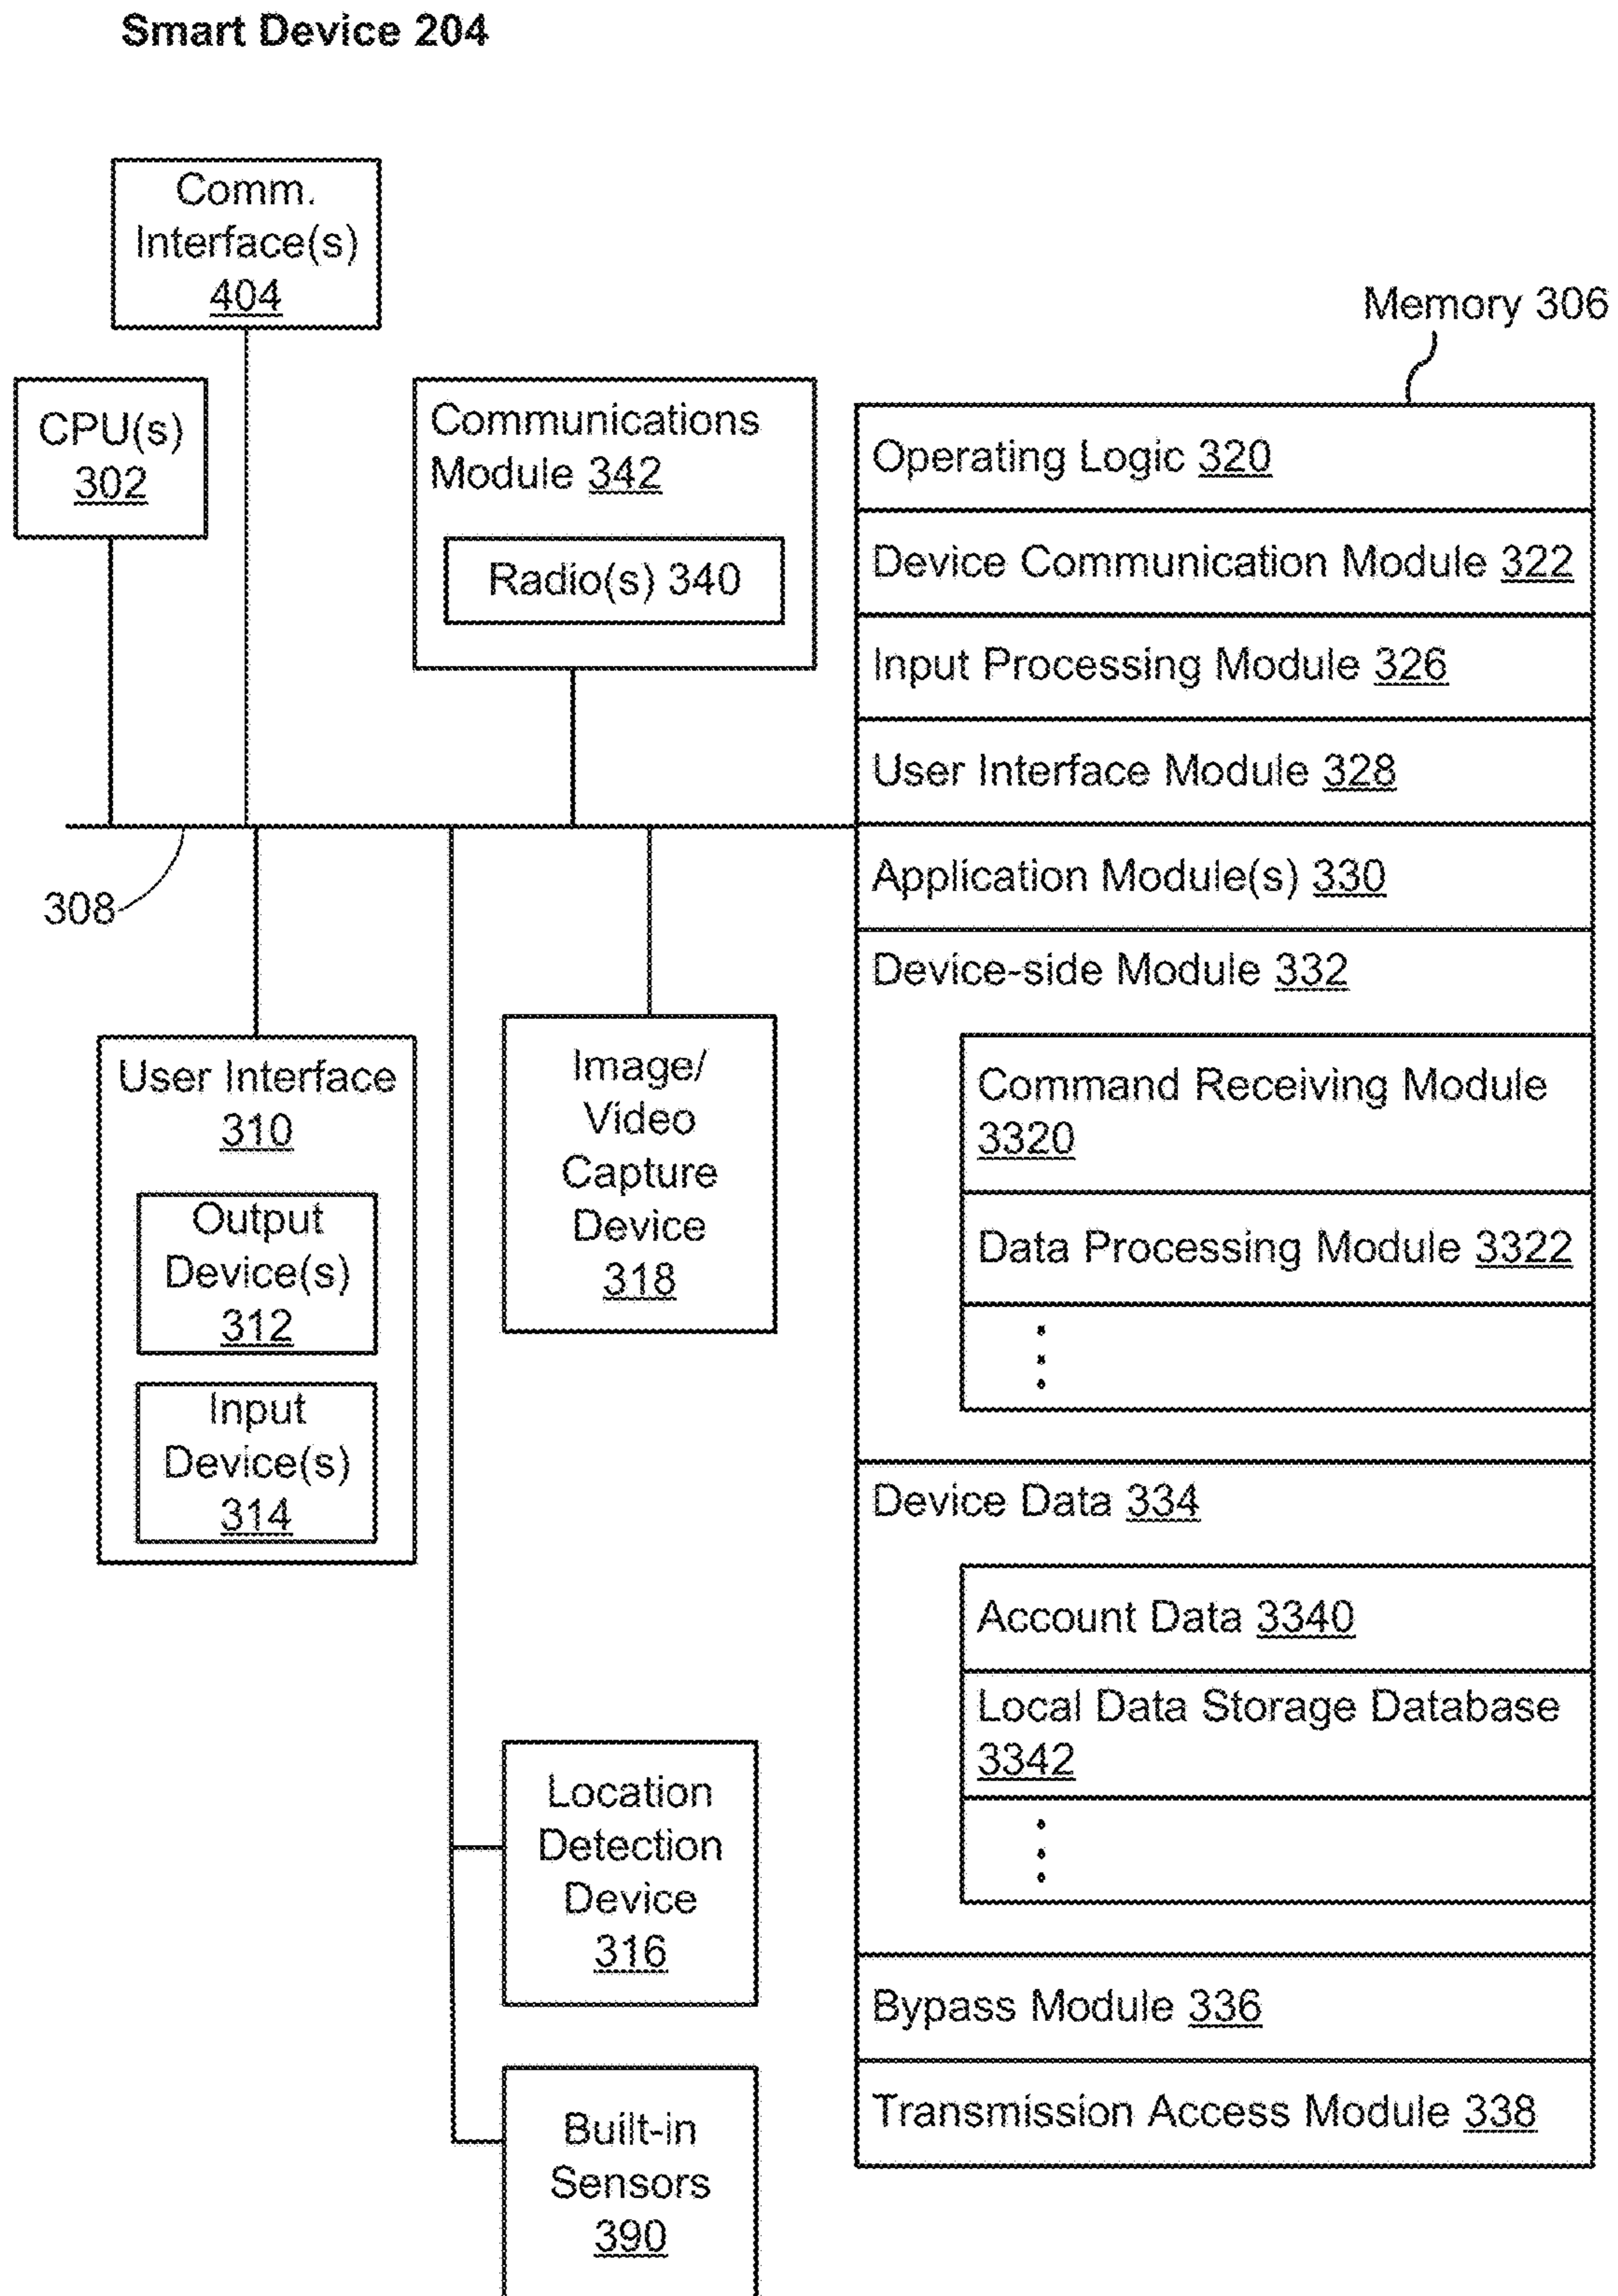 Smart Device 204
Comm.
Interface(s)
404
Memory 306
CPU(s)
302
Communications
Module 342
Radio(s) 340
308
User Interface
310
Output
Device(s)
312
Input
Device(s)
314
Image/
Video
Capture
Device
318
Location
Detection
Device
316
Built-in
Sensors
390
Operating Logic 320
Device Communication Module 322
Input Processing Module 326
User Interface Module 328
Application Module(s) 330
Device-side Module 332
Command Receiving Module
3320
Data Processing Module 3322
Device Data 334
Account Data 3340
Local Data Storage Database
3342
Bypass Module 336
Transmission Access Module 338